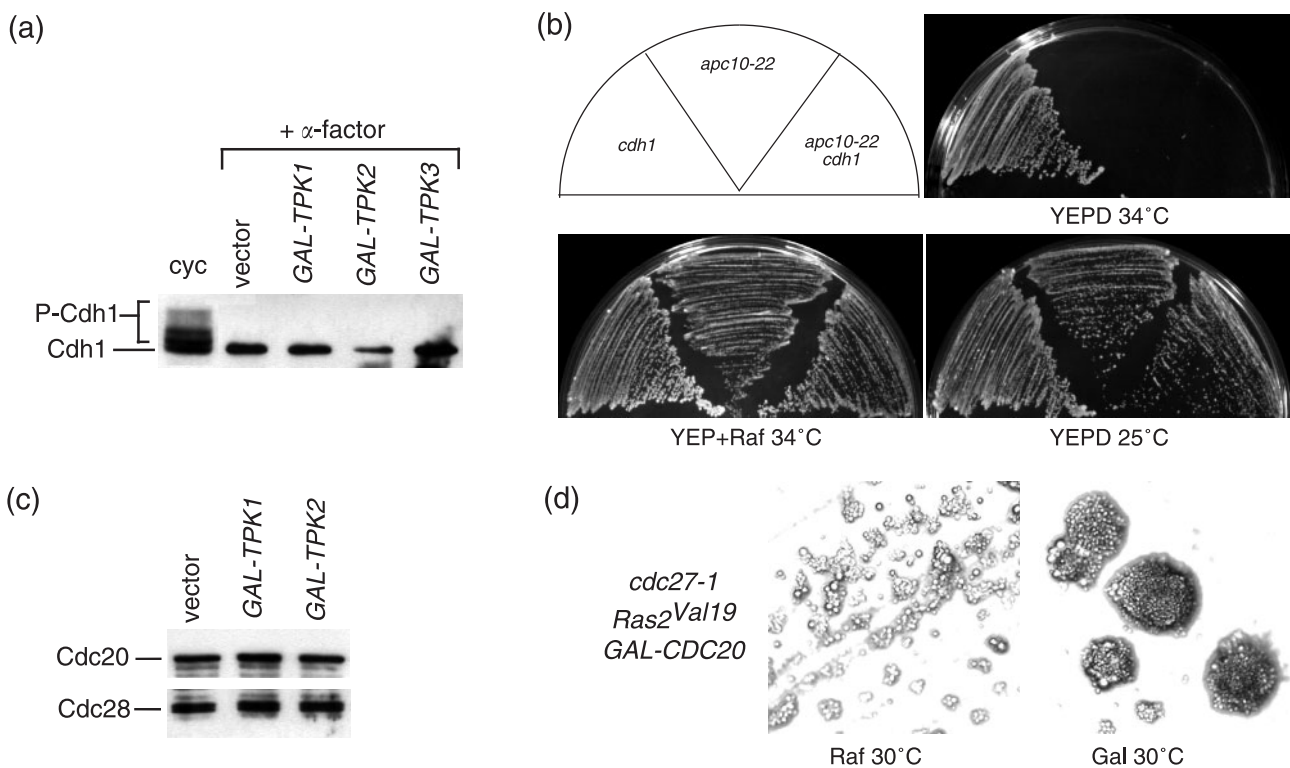 (a)
+ α-factor
cyc
vector
GAL-TPK1
GAL-TPK2
GAL-TPK3
P-Cdh1
Cdh1
(b)
cdh1
apc10-22
apc10-22
cdh1
YEPD 34˚C
YEP+Raf 34˚C
YEPD 25˚C
(c)
vector
GAL-TPK1
GAL-TPK2
Cdc20
Cdc28
(d)
cdc27-1
Ras2Val19
GAL-CDC20
Raf 30˚C
Gal 30˚C